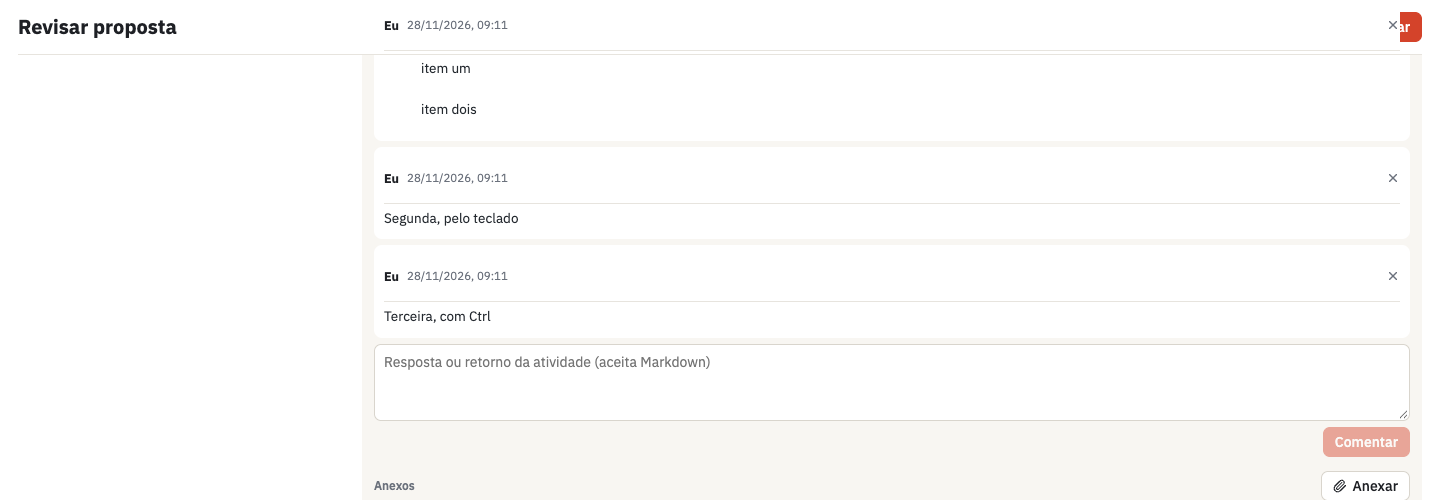 Revisar proposta
Eu 28/11/2026, 09:11
item um
item dois
Eu 28/11/2026, 09:11
Segunda, pelo teclado
Eu 28/11/2026, 09:11
Terceira, com Ctrl
Resposta ou retorno da atividade (aceita Markdown)
Comentar
Anexos
Anexar